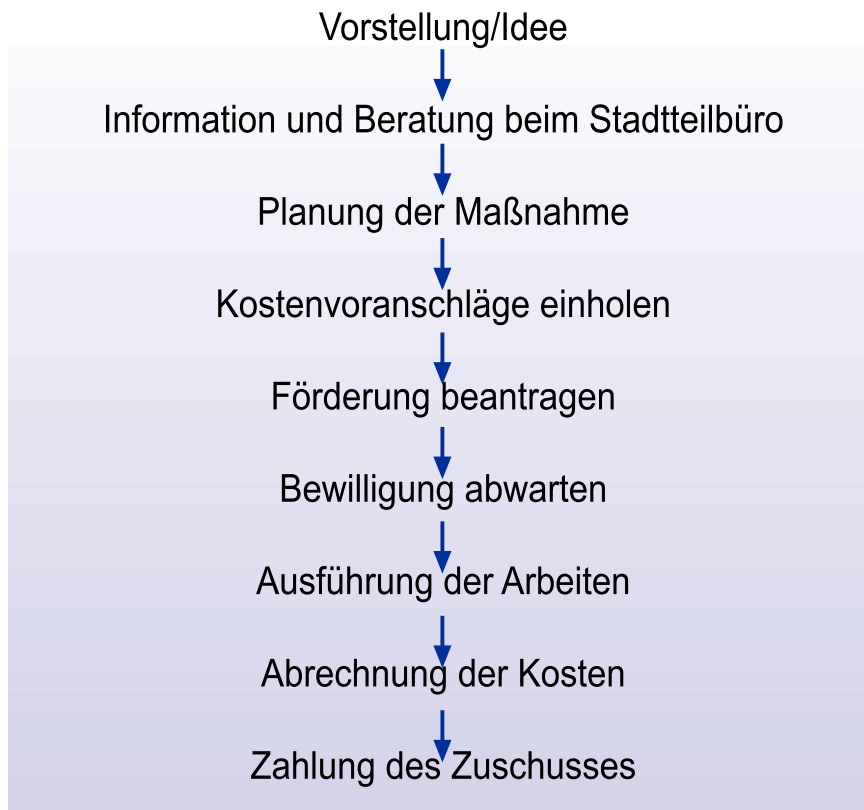 Vorstellung/Idee
Information und Beratung beim Stadtteilbüro
Planung der Maßnahme
Kostenvoranschläge einholen
Förderung beantragen
Bewilligung abwarten
Ausführung der Arbeiten
Abrechnung der Kosten
Zahlung des Zuschusses